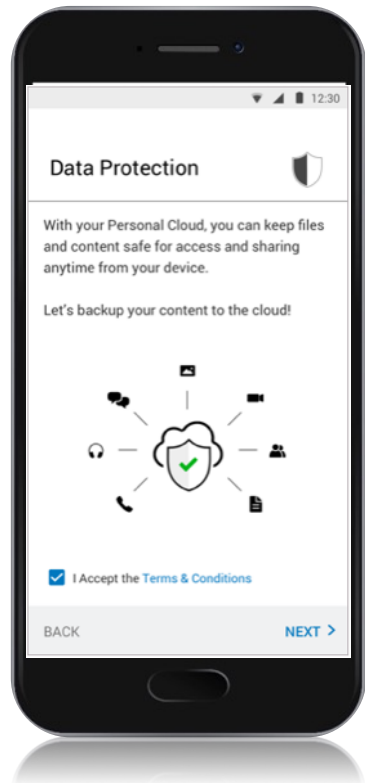 12:30
Data Protection
With your Personal Cloud, you can keep files
and content safe for access and sharing
anytime from your device.
Let's backup your content to the cloud!
I Accept the Terms & Conditions
BACK
NEXT >